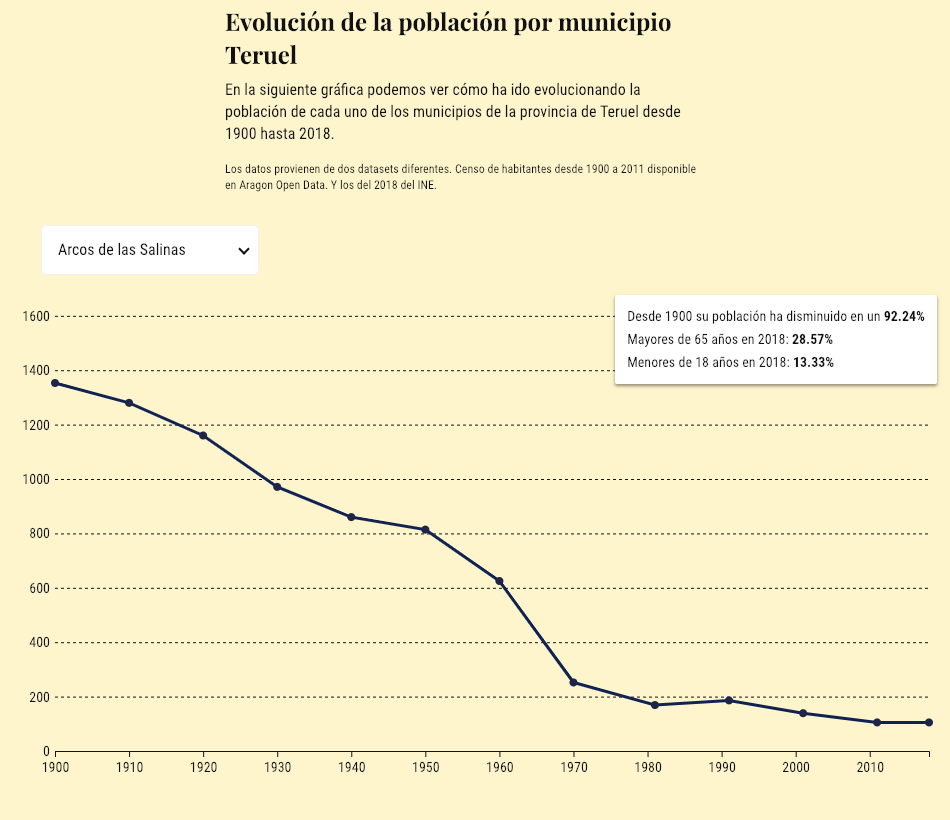 Evolución de la población por municipio
Teruel
En la siguiente gráfica podemos ver cómo ha ido evolucionando la
población de cada uno de los municipios de la provincia de Teruel desde
1900 hasta 2018.
Los datos provienen de dos datasets diferentes. Censo de habitantes desde 1900 a 2011 disponible
en Aragon Open Data. Y los del 2018 del INE.
Arcos de las Salinas
Desde 1900 su población ha disminuido en un 92.24%
Mayores de 65 años en 2018: 28.57%
Menores de 18 años en 2018: 13.33%
1600
1400
1200
1000
800
600
400
200
0
1900 1910 1920 1930 1940 1950 1960 1970 1980 1990 2000 2010